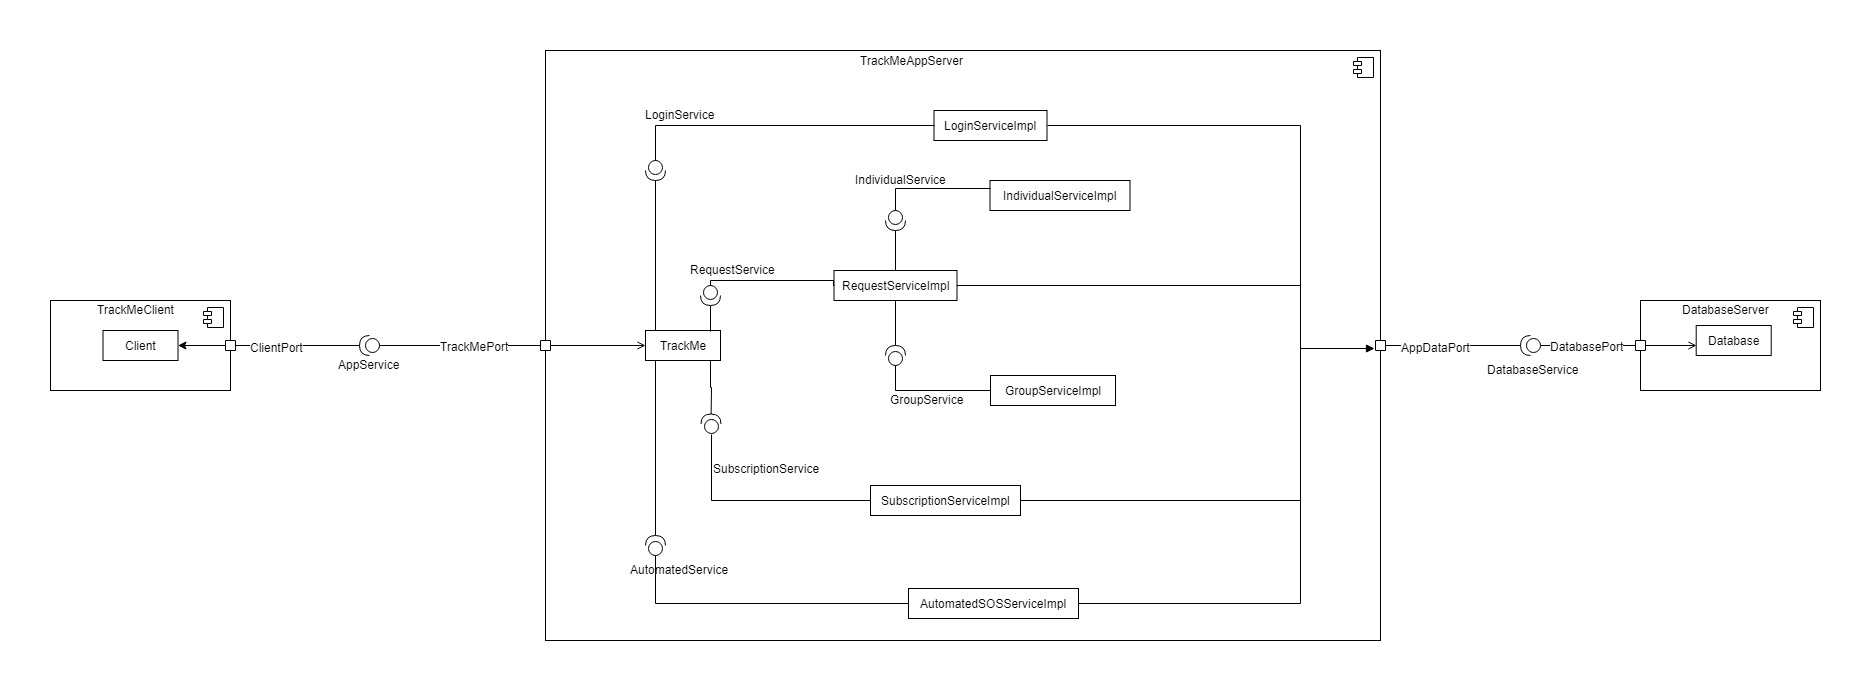 TrackMeAppServer
LoginService
LoginServiceImpl
IndividualService
IndividualServiceImpl
RequestService
RequestServiceImpl
TrackMeClient
Client
ClientPort
AppService
TrackMePort
TrackMe
AppDataPort
DatabaseService
DatabasePort
DatabaseServer
Database
GroupService
GroupServiceImpl
SubscriptionService
SubscriptionServiceImpl
AutomatedService
AutomatedSOSServiceImpl